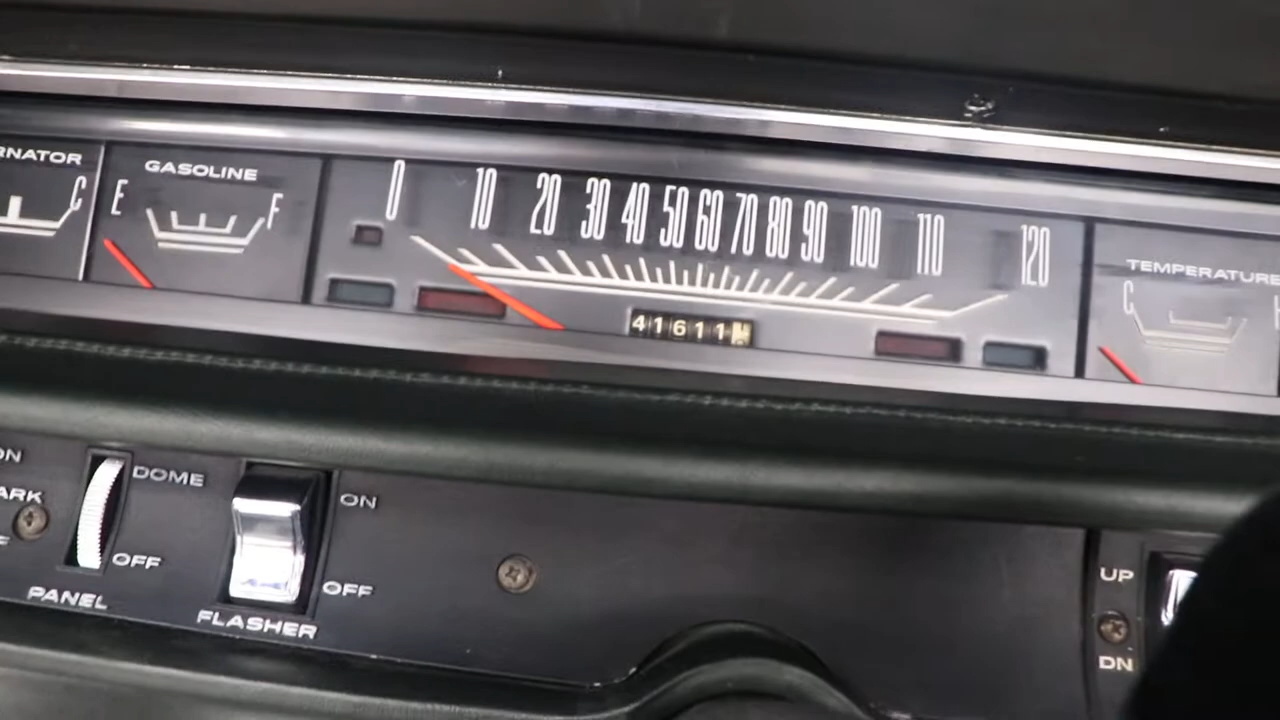 RNATOR
C
GASOLINE
E F
0 10 20 30 40 50 60 70 80 90 100 110 120
41611
TEMPERATURE
C
ON
ARK
F
DOME
OFF
PANEL
ON
OFF
FLASHER
UP
DN